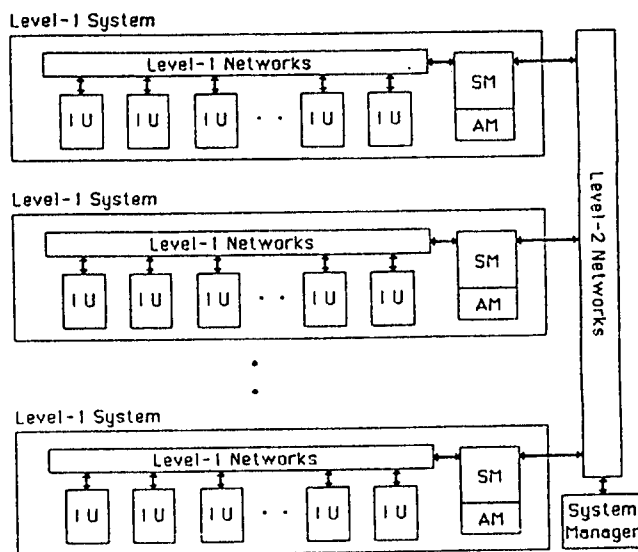 Level-1 System
Level-1 Networks
SM
IU IU IU · · IU IU
AM
Level-1 System
Level-1 Networks
SM
IU IU IU · · IU IU
AM
Level-2 Networks
Level-1 System
Level-1 Networks
SM
IU IU IU · · IU IU
AM
System
Manager